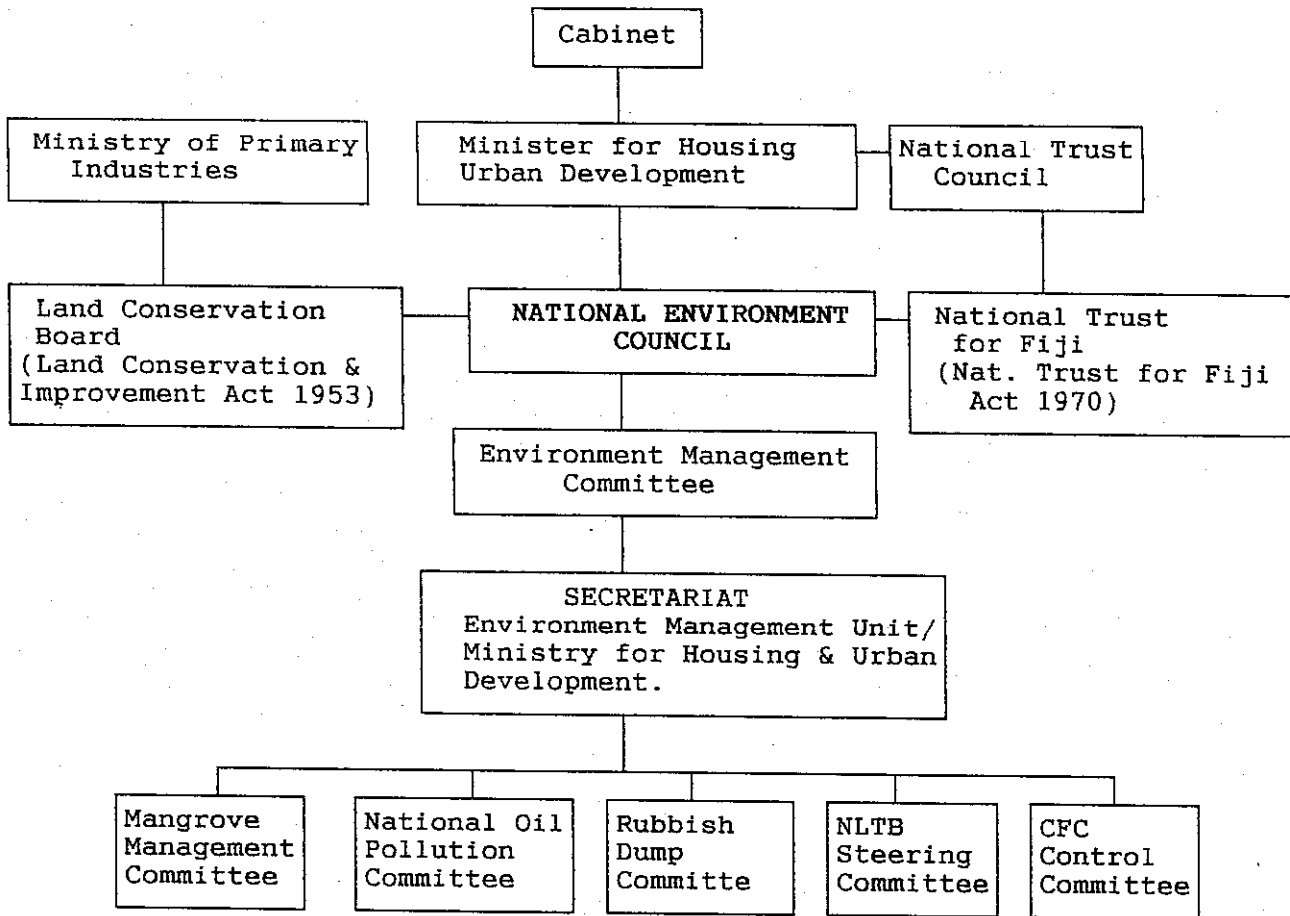 Cabinet
Ministry of Primary
Industries
Minister for Housing
Urban Development
National Trust
Council
Land Conservation
Board
(Land Conservation &
Improvement Act 1953)
NATIONAL ENVIRONMENT
COUNCIL
National Trust
for Fiji
(Nat. Trust for Fiji
Act 1970)
Environment Management
Committee
SECRETARIAT
Environment Management Unit/
Ministry for Housing & Urban
Development.
Mangrove
Management
Committee
National Oil
Pollution
Committee
Rubbish
Dump
Committe
NLTB
Steering
Committee
CFC
Control
Committee